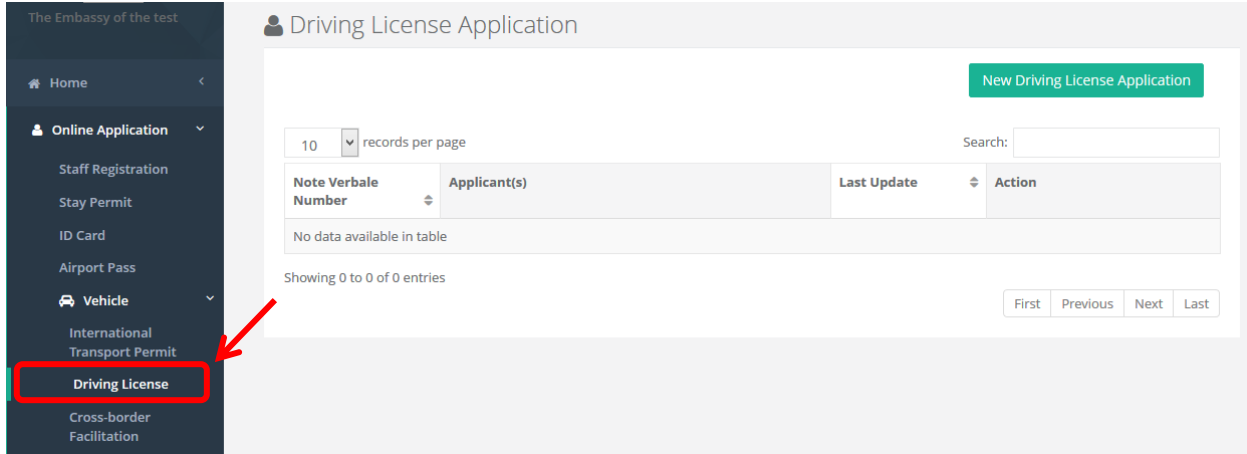 The Embassy of the test
Home
Online Application
Staff Registration
Stay Permit
ID Card
Airport Pass
Vehicle
International
Transport Permit
Driving License
Cross-border
Facilitation
Driving License Application
New Driving License Application
10 records per page
Search:
Note Verbale
Number
Applicant(s)
Last Update
Action
No data available in table
Showing 0 to 0 of 0 entries
First Previous Next Last